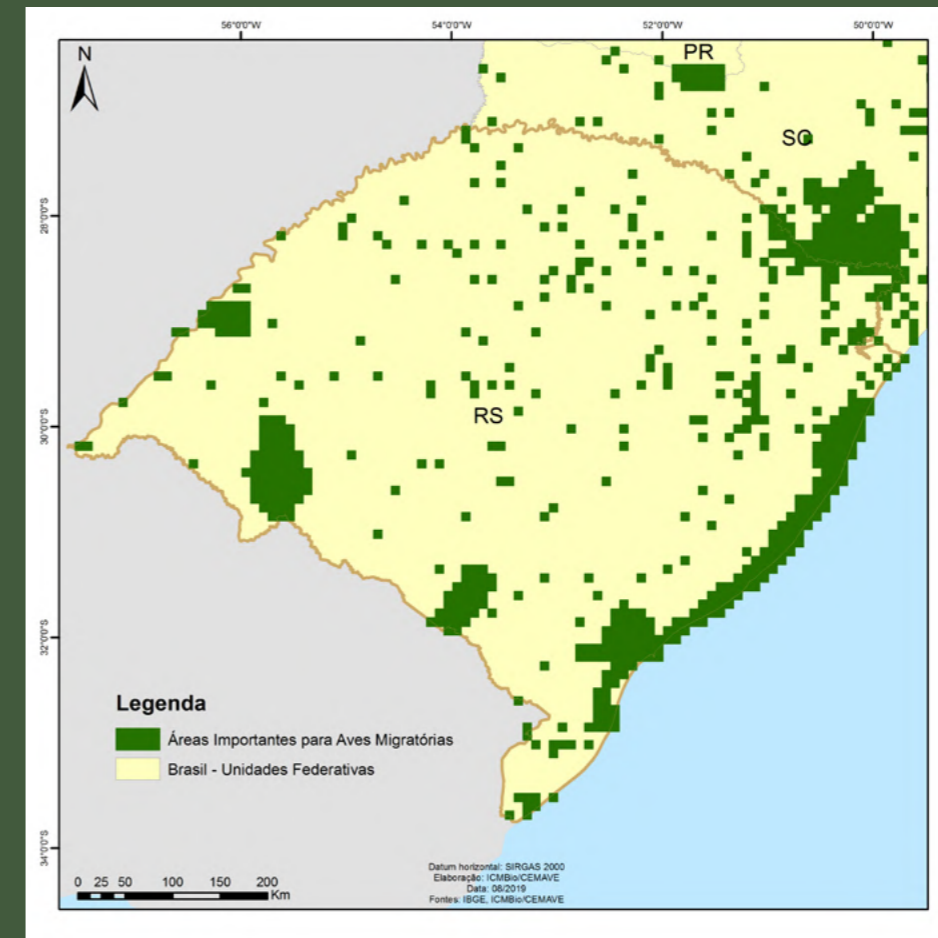 56°0'0"W 54°0'0"W 52°0'0"W 50°0'0"W
N
PR
SC
28°0'0"S
30°0'0"S
RS
32°0'0"S
Legenda
Áreas Importantes para Aves Migratórias
Brasil - Unidades Federativas
34°0'0"S
Datum horizontal: SIRGAS 2000
Elaboração: ICMBio/CEMAVE
Data: 08/2019
Fontes: IBGE, ICMBio/CEMAVE
0 25 50 100 150 200
Km